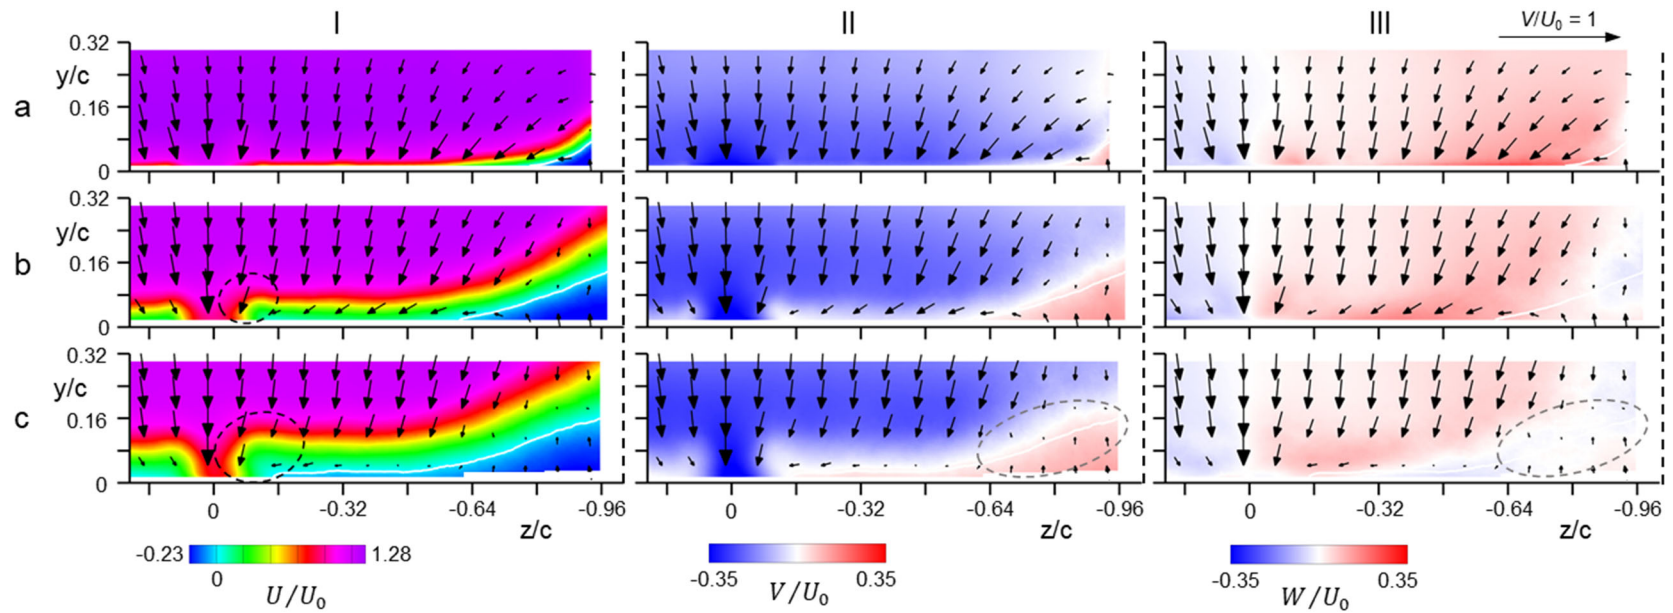 I II III V/U₀ = 1
a y/c 0.32 0.16 0
b y/c 0.32 0.16 0
c y/c 0.32 0.16 0
0 -0.32 -0.64 -0.96 0 -0.32 -0.64 -0.96 0 -0.32 -0.64 -0.96
z/c z/c z/c
-0.23 1.28
0 -0.35 0.35 -0.35 0.35
U/U₀ V/U₀ W/U₀